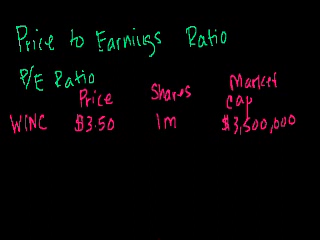 Price to Earnings Ratio
P/E Ratio
Price Shares Market Cap
WINC $3.50 1m $3,500,000